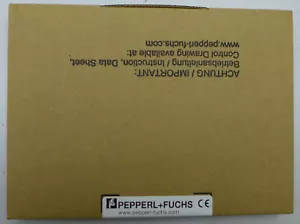 ACHTUNG / IMPORTANT:
Betriebsanleitung / Instruction, Data Sheet,
Control Drawing available at:
www.pepperl-fuchs.com
PEPPERL+FUCHS CE
www.pepperl-fuchs.com